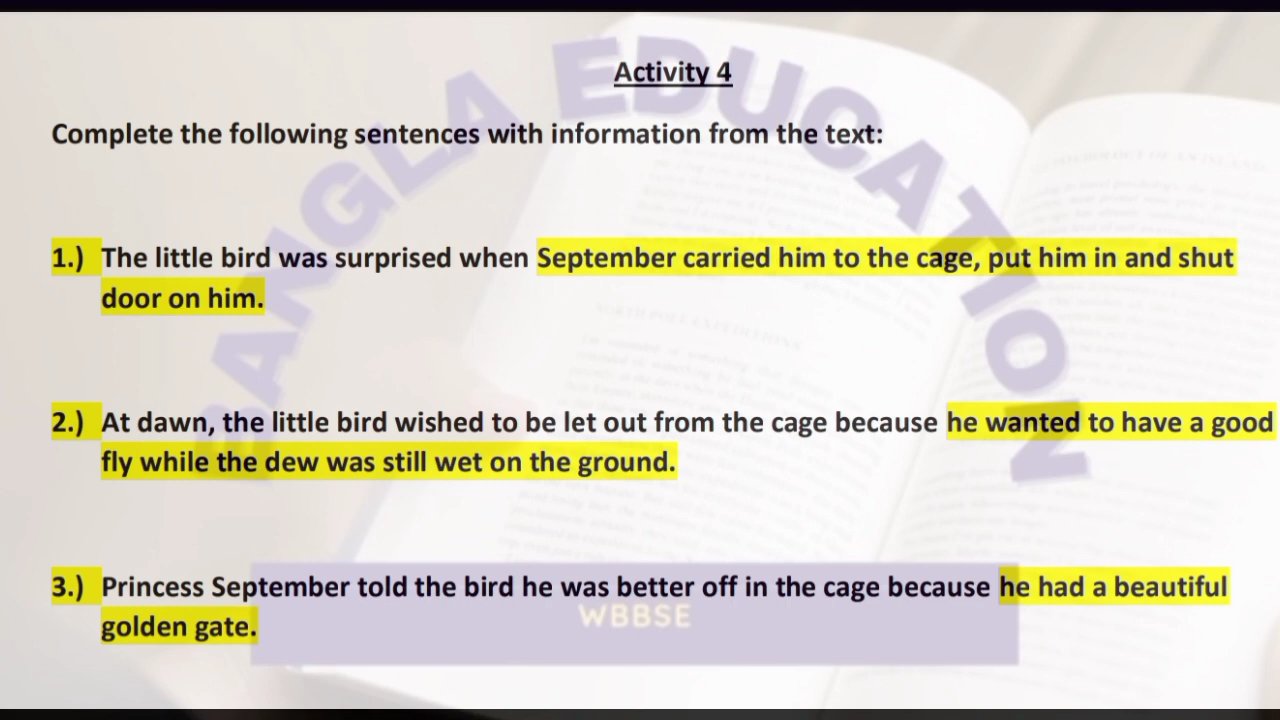 Activity 4
BANGLA EDUCATION
Complete the following sentences with information from the text:
1.) The little bird was surprised when September carried him to the cage, put him in and shut
door on him.
2.) At dawn, the little bird wished to be let out from the cage because he wanted to have a good
fly while the dew was still wet on the ground.
3.) Princess September told the bird he was better off in the cage because he had a beautiful
golden gate.
WBBSE